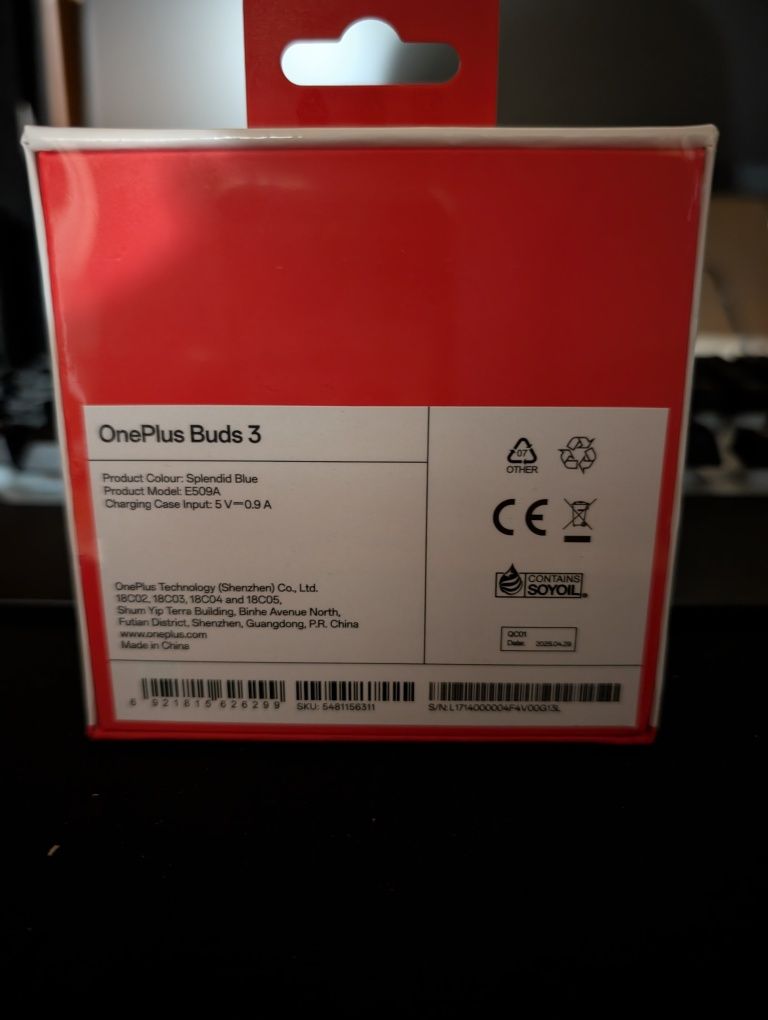 OnePlus Buds 3
Product Colour: Splendid Blue
Product Model: E509A
Charging Case Input: 5 V⎓0.9 A
OnePlus Technology (Shenzhen) Co., Ltd.
18C02, 18C03, 18C04 and 18C05,
Shum Yip Terra Building, Binhe Avenue North,
Futian District, Shenzhen, Guangdong, P.R. China
www.oneplus.com
Made in China
07
OTHER
CE
CONTAINS
SOYOIL
QC01
Date: 2025.04.29
6 921815 626299
SKU: 5481156311
S/N: L1714000004F4V00G13L